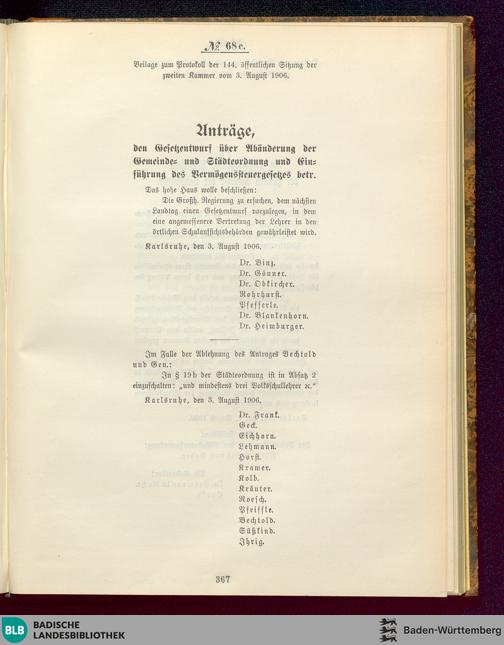 № 68e.
Beilage zum Protokoll der 144. öffentlichen Sitzung der
zweiten Kammer vom 3. August 1906.
Anträge,
den Gesetzentwurf über Abänderung der
Gemeinde- und Städteordnung und Ein-
führung des Vermögenssteuergesetzes betr.
Das hohe Haus wolle beschließen:
Die Großh. Regierung zu ersuchen, dem nächsten
Landtag einen Gesetzentwurf vorzulegen, in dem
eine angemessenere Vertretung der Lehrer in den
örtlichen Schulaufsichtsbehörden gewährleistet wird.
Karlsruhe, den 3. August 1906.
Dr. Binz.
Dr. Gönner.
Dr. Obkircher.
Rohrhurst.
Pfefferle.
Dr. Blankenhorn.
Dr. Heimburger.
Im Falle der Ablehnung des Antrages Bechtold
und Gen.:
In § 19b der Städteordnung ist in Absatz 2
einzuschalten: „und mindestens drei Volksschullehrer ꝛc.“
Karlsruhe, den 3. August 1906.
Dr. Frank.
Geck.
Eichhorn.
Lehmann.
Horst.
Kramer.
Kolb.
Kräuter.
Roesch.
Pfeiffle.
Bechtold.
Süßkind.
Ihrig.
367
BLB BADISCHE
LANDESBIBLIOTHEK
Baden-Württemberg